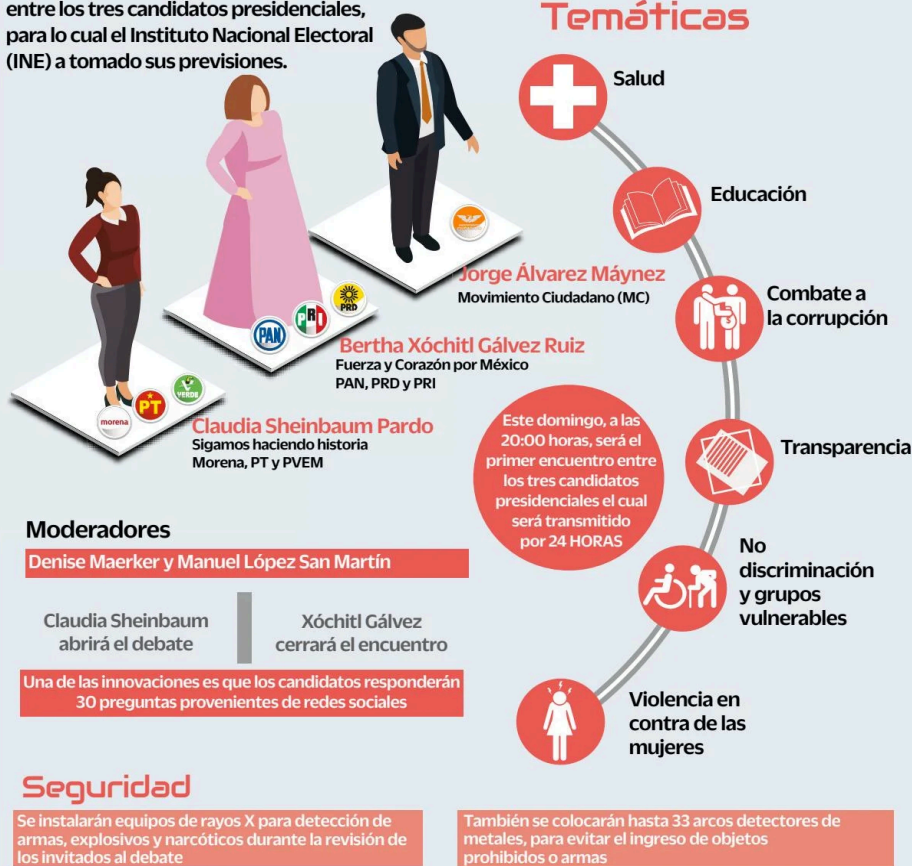 entre los tres candidatos presidenciales,
para lo cual el Instituto Nacional Electoral
(INE) a tomado sus previsiones.
Jorge Álvarez Máynez
Movimiento Ciudadano (MC)
PAN
PRI
PRD
Bertha Xóchitl Gálvez Ruiz
Fuerza y Corazón por México
PAN, PRD y PRI
morena
PT
VERDE
Claudia Sheinbaum Pardo
Sigamos haciendo historia
Morena, PT y PVEM
Temáticas
Salud
Educación
Combate a
la corrupción
Transparencia
No
discriminación
y grupos
vulnerables
Violencia en
contra de las
mujeres
Este domingo, a las
20:00 horas, será el
primer encuentro entre
los tres candidatos
presidenciales el cual
será transmitido
por 24 HORAS
Moderadores
Denise Maerker y Manuel López San Martín
Claudia Sheinbaum
abrirá el debate
Xóchitl Gálvez
cerrará el encuentro
Una de las innovaciones es que los candidatos responderán
30 preguntas provenientes de redes sociales
Seguridad
Se instalarán equipos de rayos X para detección de
armas, explosivos y narcóticos durante la revisión de
los invitados al debate
También se colocarán hasta 33 arcos detectores de
metales, para evitar el ingreso de objetos
prohibidos o armas